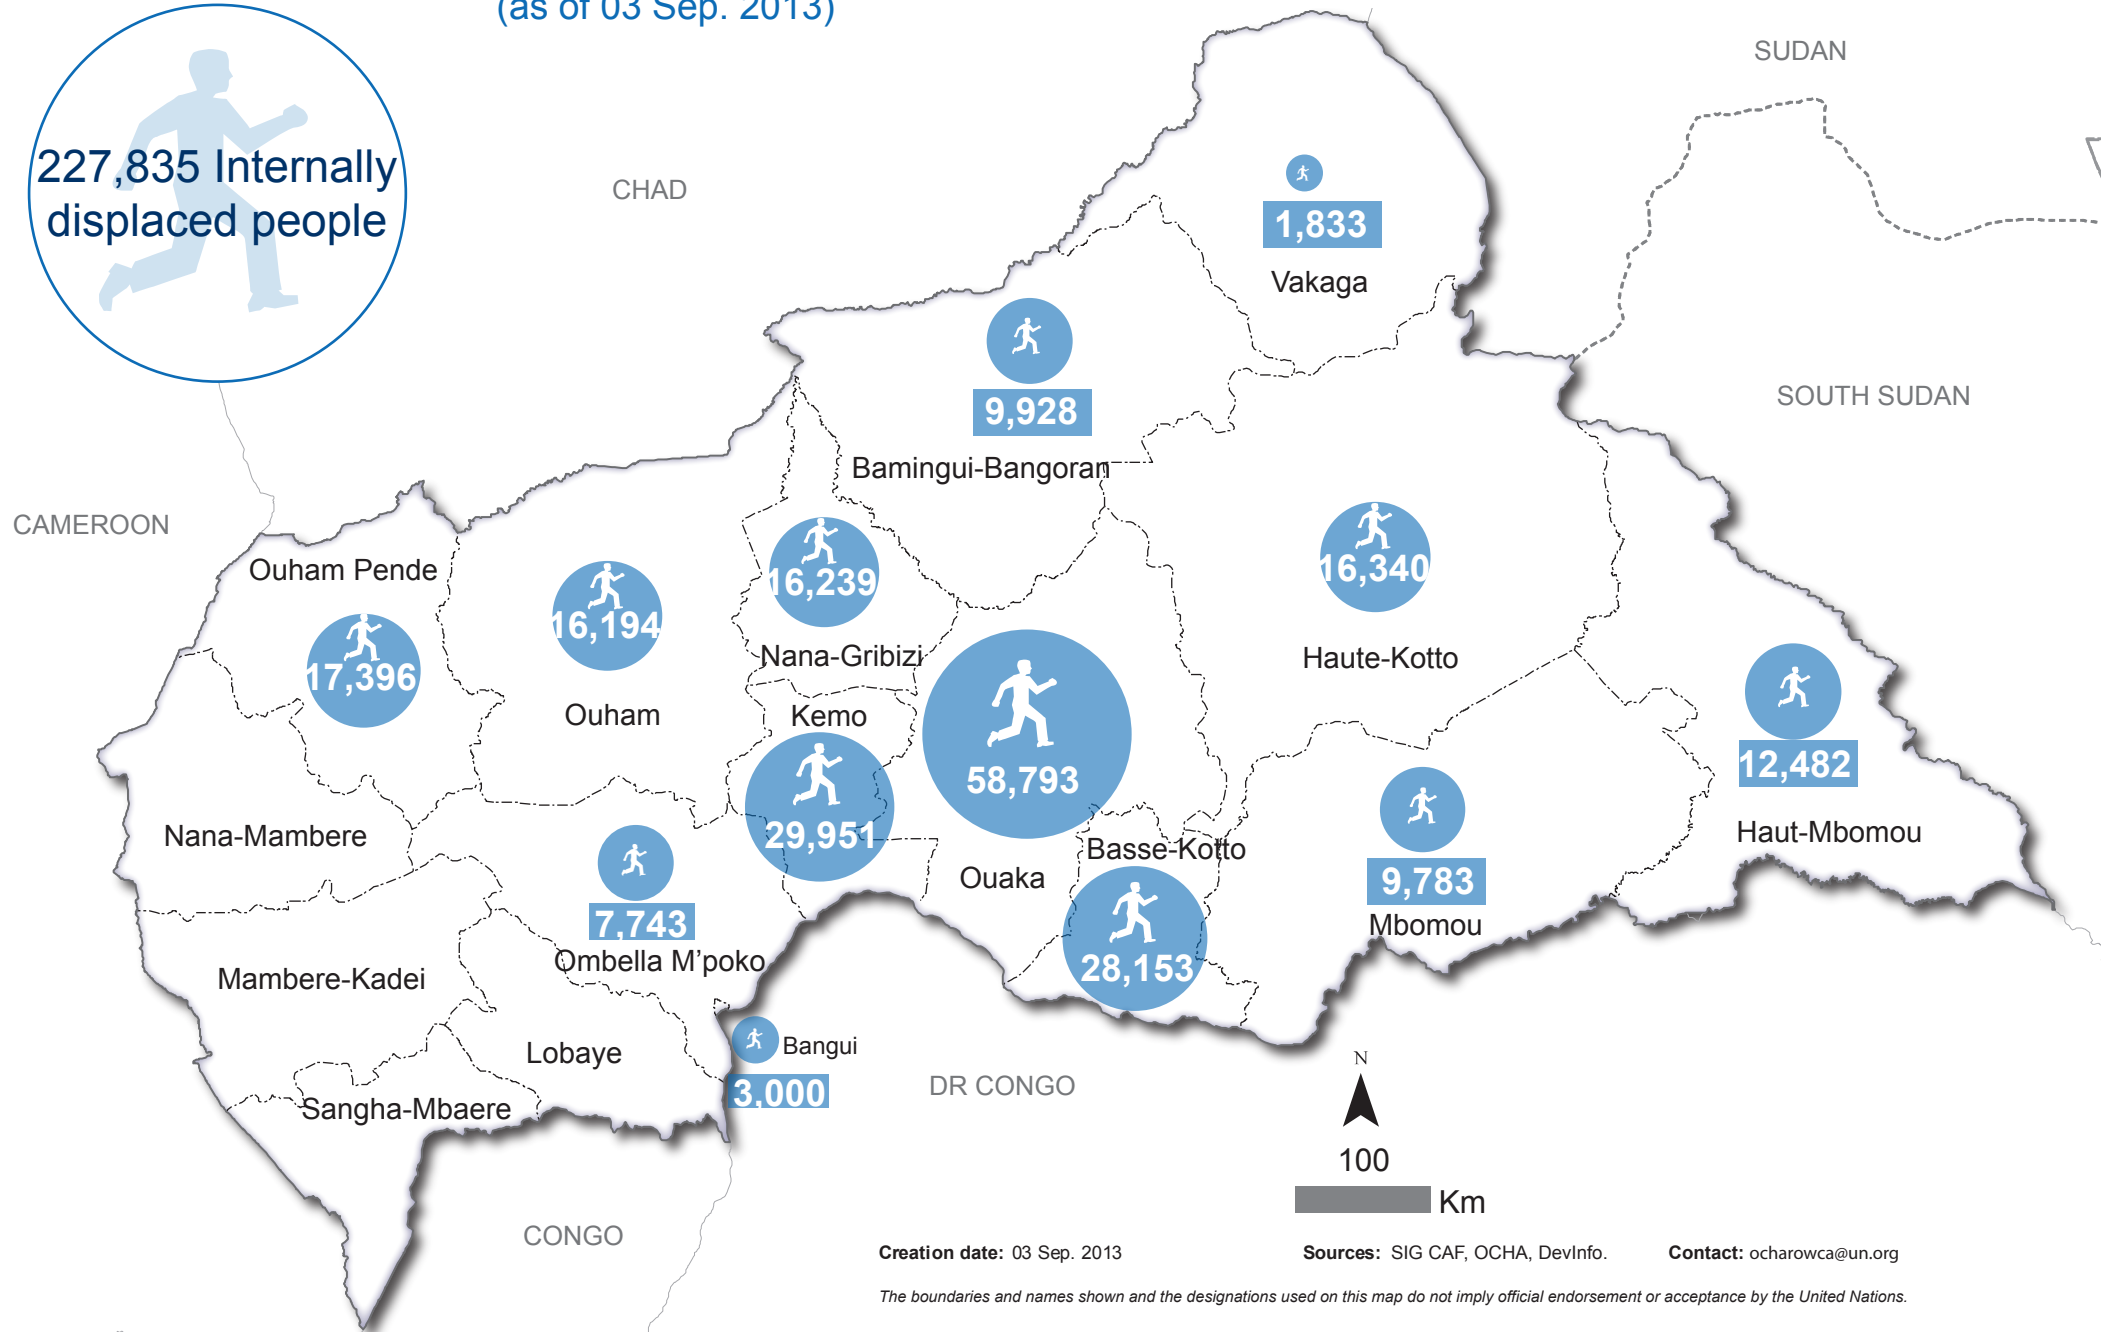 (as of 03 Sep. 2013)
227,835 Internally
displaced people
SUDAN
CHAD
1,833
Vakaga
SOUTH SUDAN
9,928
Bamingui-Bangoran
CAMEROON
Ouham Pende
17,396
16,194
Ouham
16,239
Nana-Gribizi
16,340
Haute-Kotto
Kemo
29,951
58,793
Ouaka
12,482
Haut-Mbomou
Nana-Mambere
Basse-Kotto
28,153
9,783
Mbomou
7,743
Ombella M'poko
Mambere-Kadei
Lobaye
Bangui
3,000
Sangha-Mbaere
DR CONGO
CONGO
N
100
Km
Creation date: 03 Sep. 2013 Sources: SIG CAF, OCHA, DevInfo. Contact: ocharowca@un.org
The boundaries and names shown and the designations used on this map do not imply official endorsement or acceptance by the United Nations.